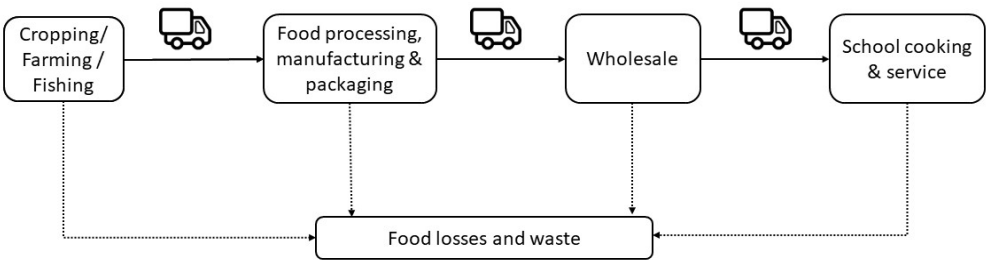 Cropping/
Farming /
Fishing
Food processing,
manufacturing &
packaging
Wholesale
School cooking
& service
Food losses and waste